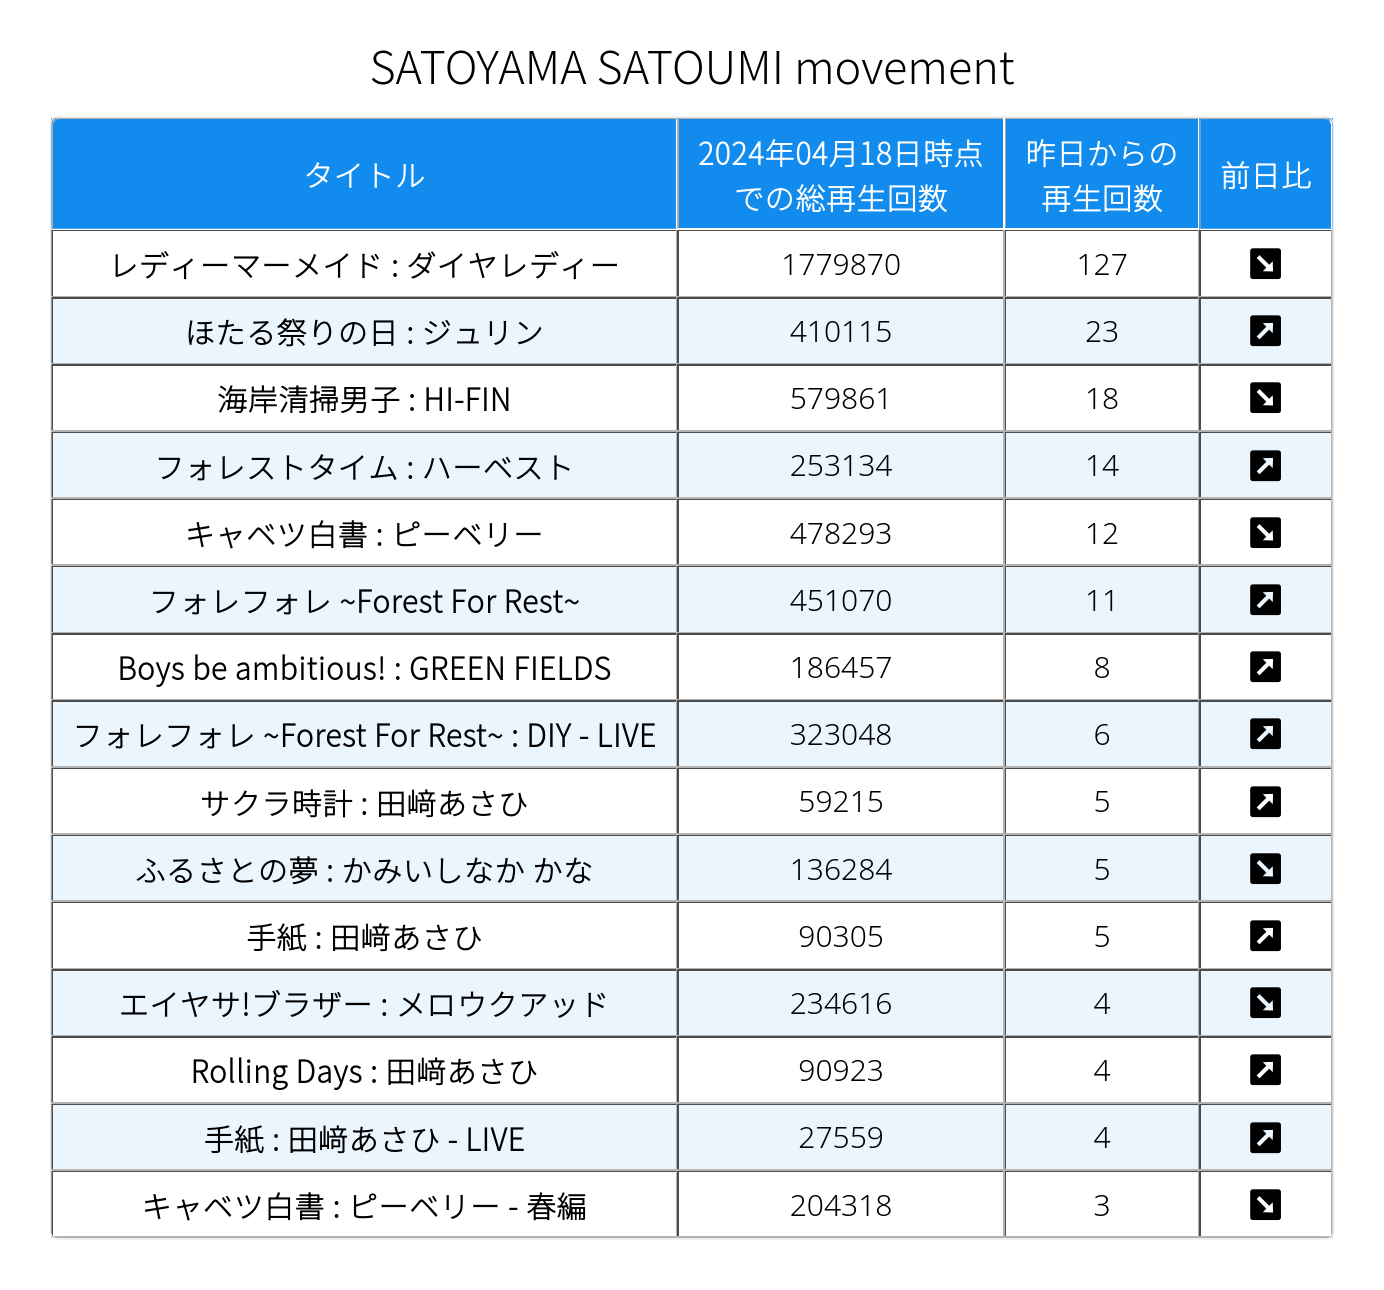 SATOYAMA SATOUMI movement
タイトル 2024年04月18日時点での総再生回数 昨日からの再生回数 前日比
レディーマーメイド : ダイヤレディー 1779870 127 ↘
ほたる祭りの日 : ジュリン 410115 23 ↗
海岸清掃男子 : HI-FIN 579861 18 ↘
フォレストタイム : ハーベスト 253134 14 ↗
キャベツ白書 : ピーベリー 478293 12 ↘
フォレフォレ ~Forest For Rest~ 451070 11 ↗
Boys be ambitious! : GREEN FIELDS 186457 8 ↗
フォレフォレ ~Forest For Rest~ : DIY - LIVE 323048 6 ↗
サクラ時計 : 田﨑あさひ 59215 5 ↗
ふるさとの夢 : かみいしなか かな 136284 5 ↘
手紙 : 田﨑あさひ 90305 5 ↗
エイヤサ!ブラザー : メロウクアッド 234616 4 ↘
Rolling Days : 田﨑あさひ 90923 4 ↗
手紙 : 田﨑あさひ - LIVE 27559 4 ↗
キャベツ白書 : ピーベリー - 春編 204318 3 ↘